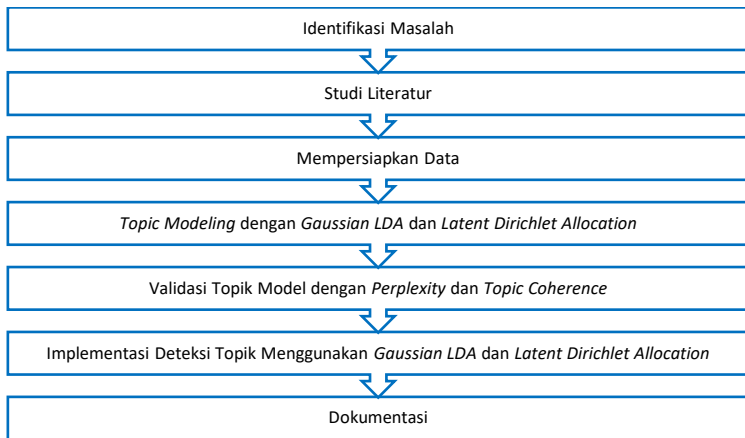 Identifikasi Masalah
Studi Literatur
Mempersiapkan Data
Topic Modeling dengan Gaussian LDA dan Latent Dirichlet Allocation
Validasi Topik Model dengan Perplexity dan Topic Coherence
Implementasi Deteksi Topik Menggunakan Gaussian LDA dan Latent Dirichlet Allocation
Dokumentasi